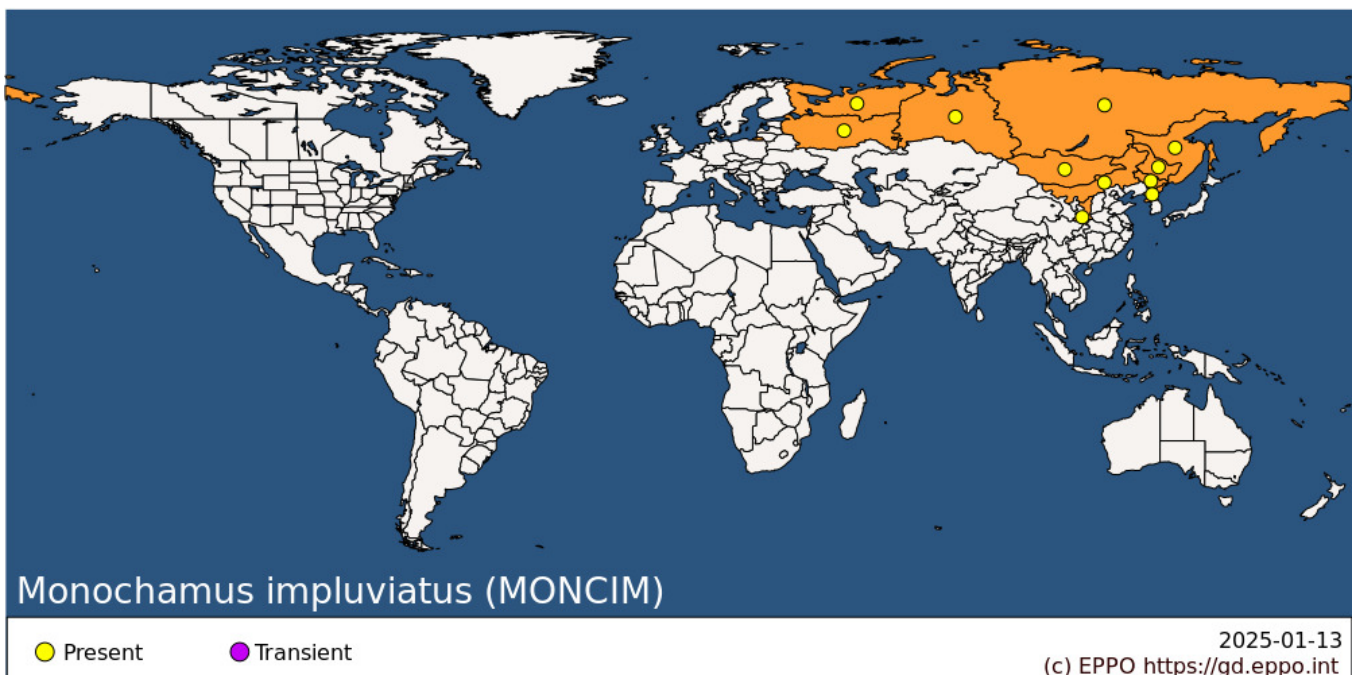 Monochamus impluviatus (MONCIM)
Present
Transient
2025-01-13
(c) EPPO https://gd.eppo.int